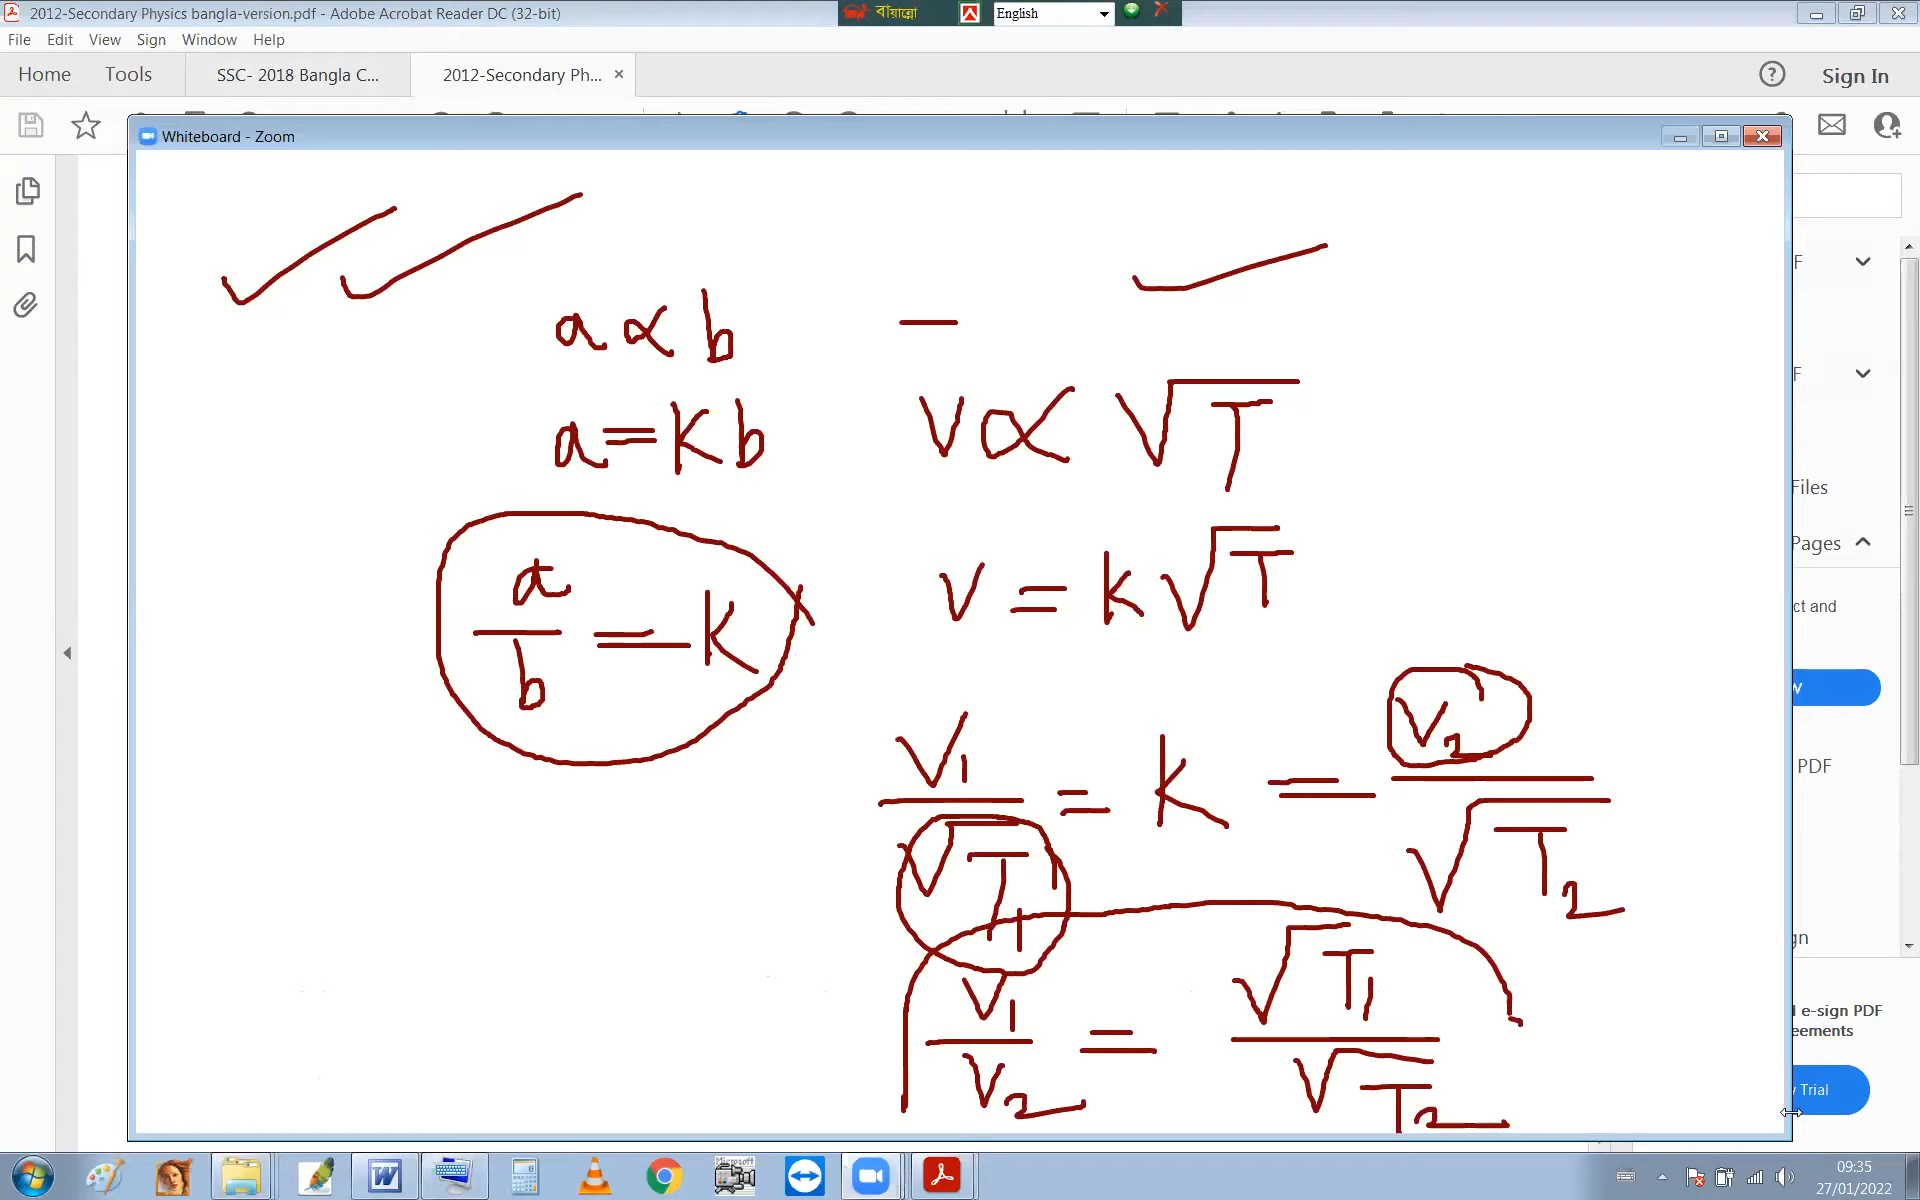 2012-Secondary Physics bangla-version.pdf - Adobe Acrobat Reader DC (32-bit)
বায়ান্নো
English
File Edit View Sign Window Help
Home Tools SSC- 2018 Bangla C... 2012-Secondary Ph... × Sign In
Whiteboard - Zoom
a ∝ b
a = Kb
a/b = K
V ∝ √T
V = k√T
V₁/√T₁ = k = V₂/√T₂
V₁/V₂ = √T₁/√T₂
F
F
Files
Pages
ct and
w
PDF
gn
l e-sign PDF
eements
y Trial
Microsoft
09:35
27/01/2022